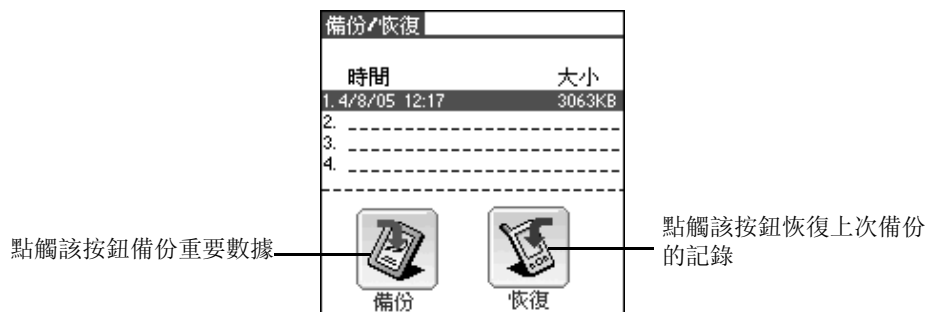 備份/恢復
時間 大小
1. 4/8/05 12:17 3063KB
2.
3.
4.
點觸該按鈕備份重要數據
點觸該按鈕恢復上次備份
的記錄
備份 恢復